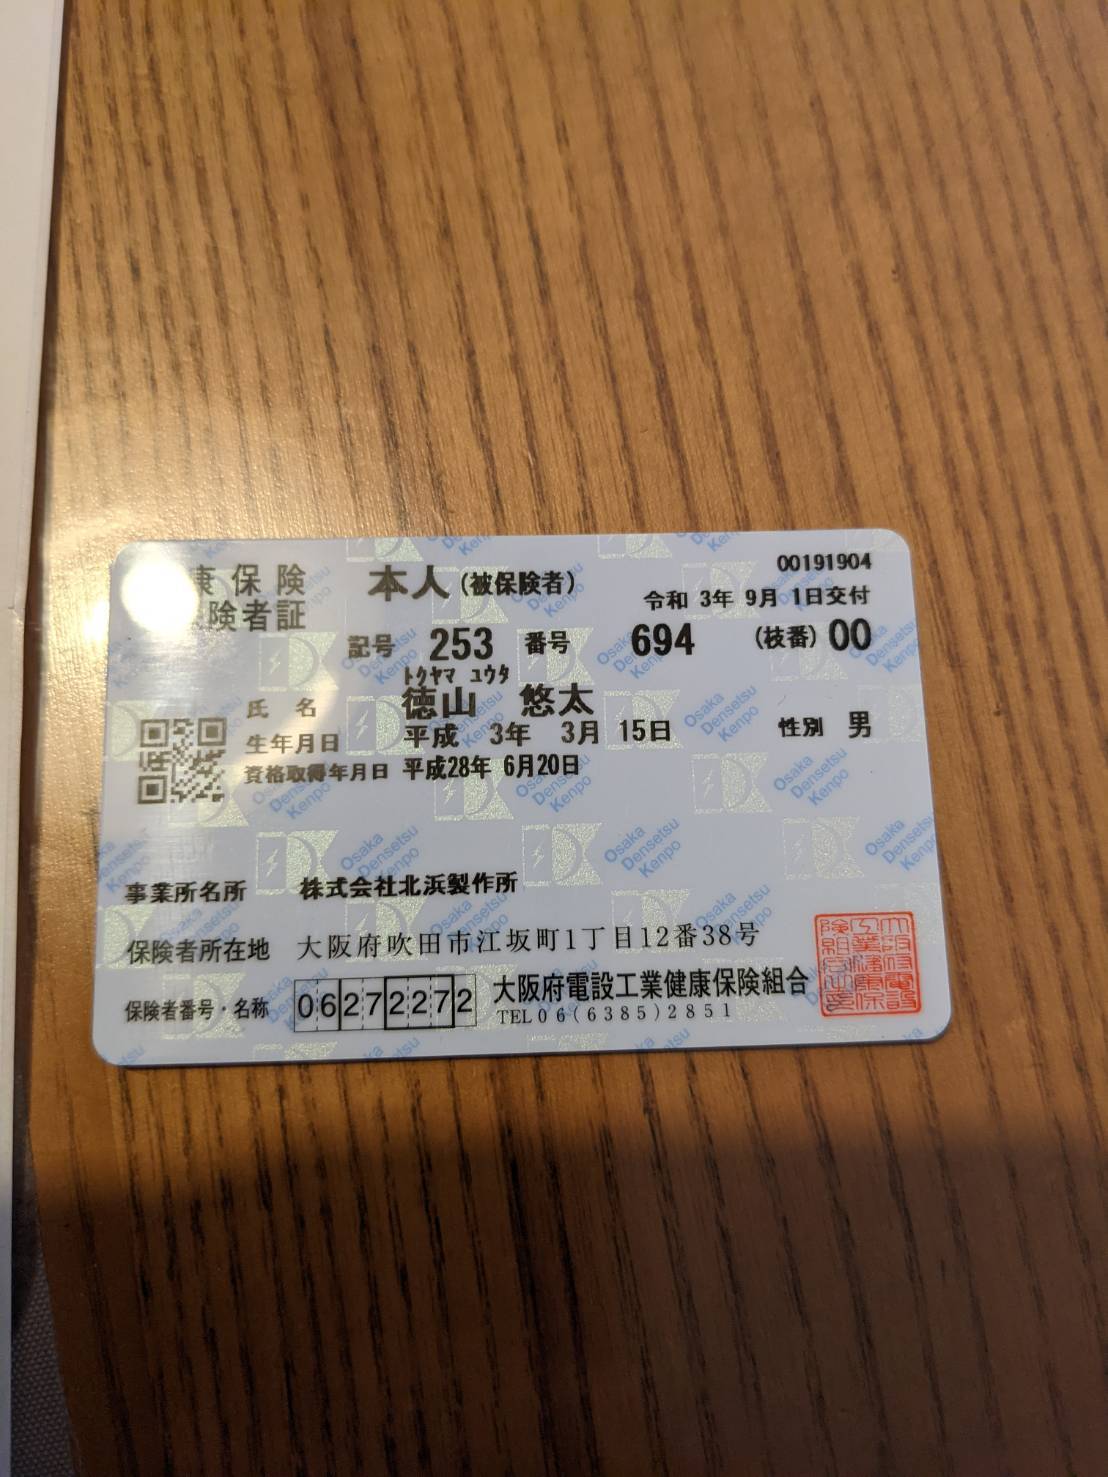 康保険
険者証
本人(被保険者)
00191904
令和 3年 9月 1日交付
記号 253 番号 694 (枝番) 00
トクヤマ ユウタ
氏名 徳山 悠太
生年月日 平成 3年 3月 15日 性別 男
資格取得年月日 平成28年 6月20日
事業所名所 株式会社北浜製作所
保険者所在地 大阪府吹田市江坂町1丁目12番38号
保険者番号・名称 06272272 大阪府電設工業健康保険組合
TEL06(6385)2851
Osaka Densetsu Kenpo